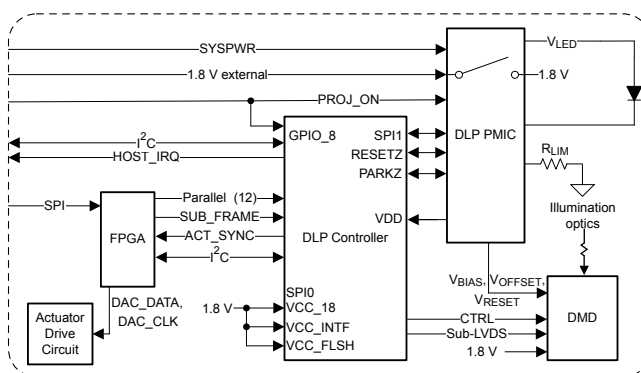 SYSPWR
VLED
1.8 V external
1.8 V
PROJ_ON
DLP PMIC
GPIO_8
SPI1
I2C
HOST_IRQ
RESETZ
PARKZ
RLIM
SPI
FPGA
Parallel (12)
SUB_FRAME
ACT_SYNC
I2C
DLP Controller
VDD
Illumination
optics
DAC_DATA,
DAC_CLK
SPI0
1.8 V
VCC_18
VCC_INTF
VCC_FLSH
VBIAS, VOFFSET,
VRESET
CTRL
Sub-LVDS
1.8 V
DMD
Actuator
Drive
Circuit